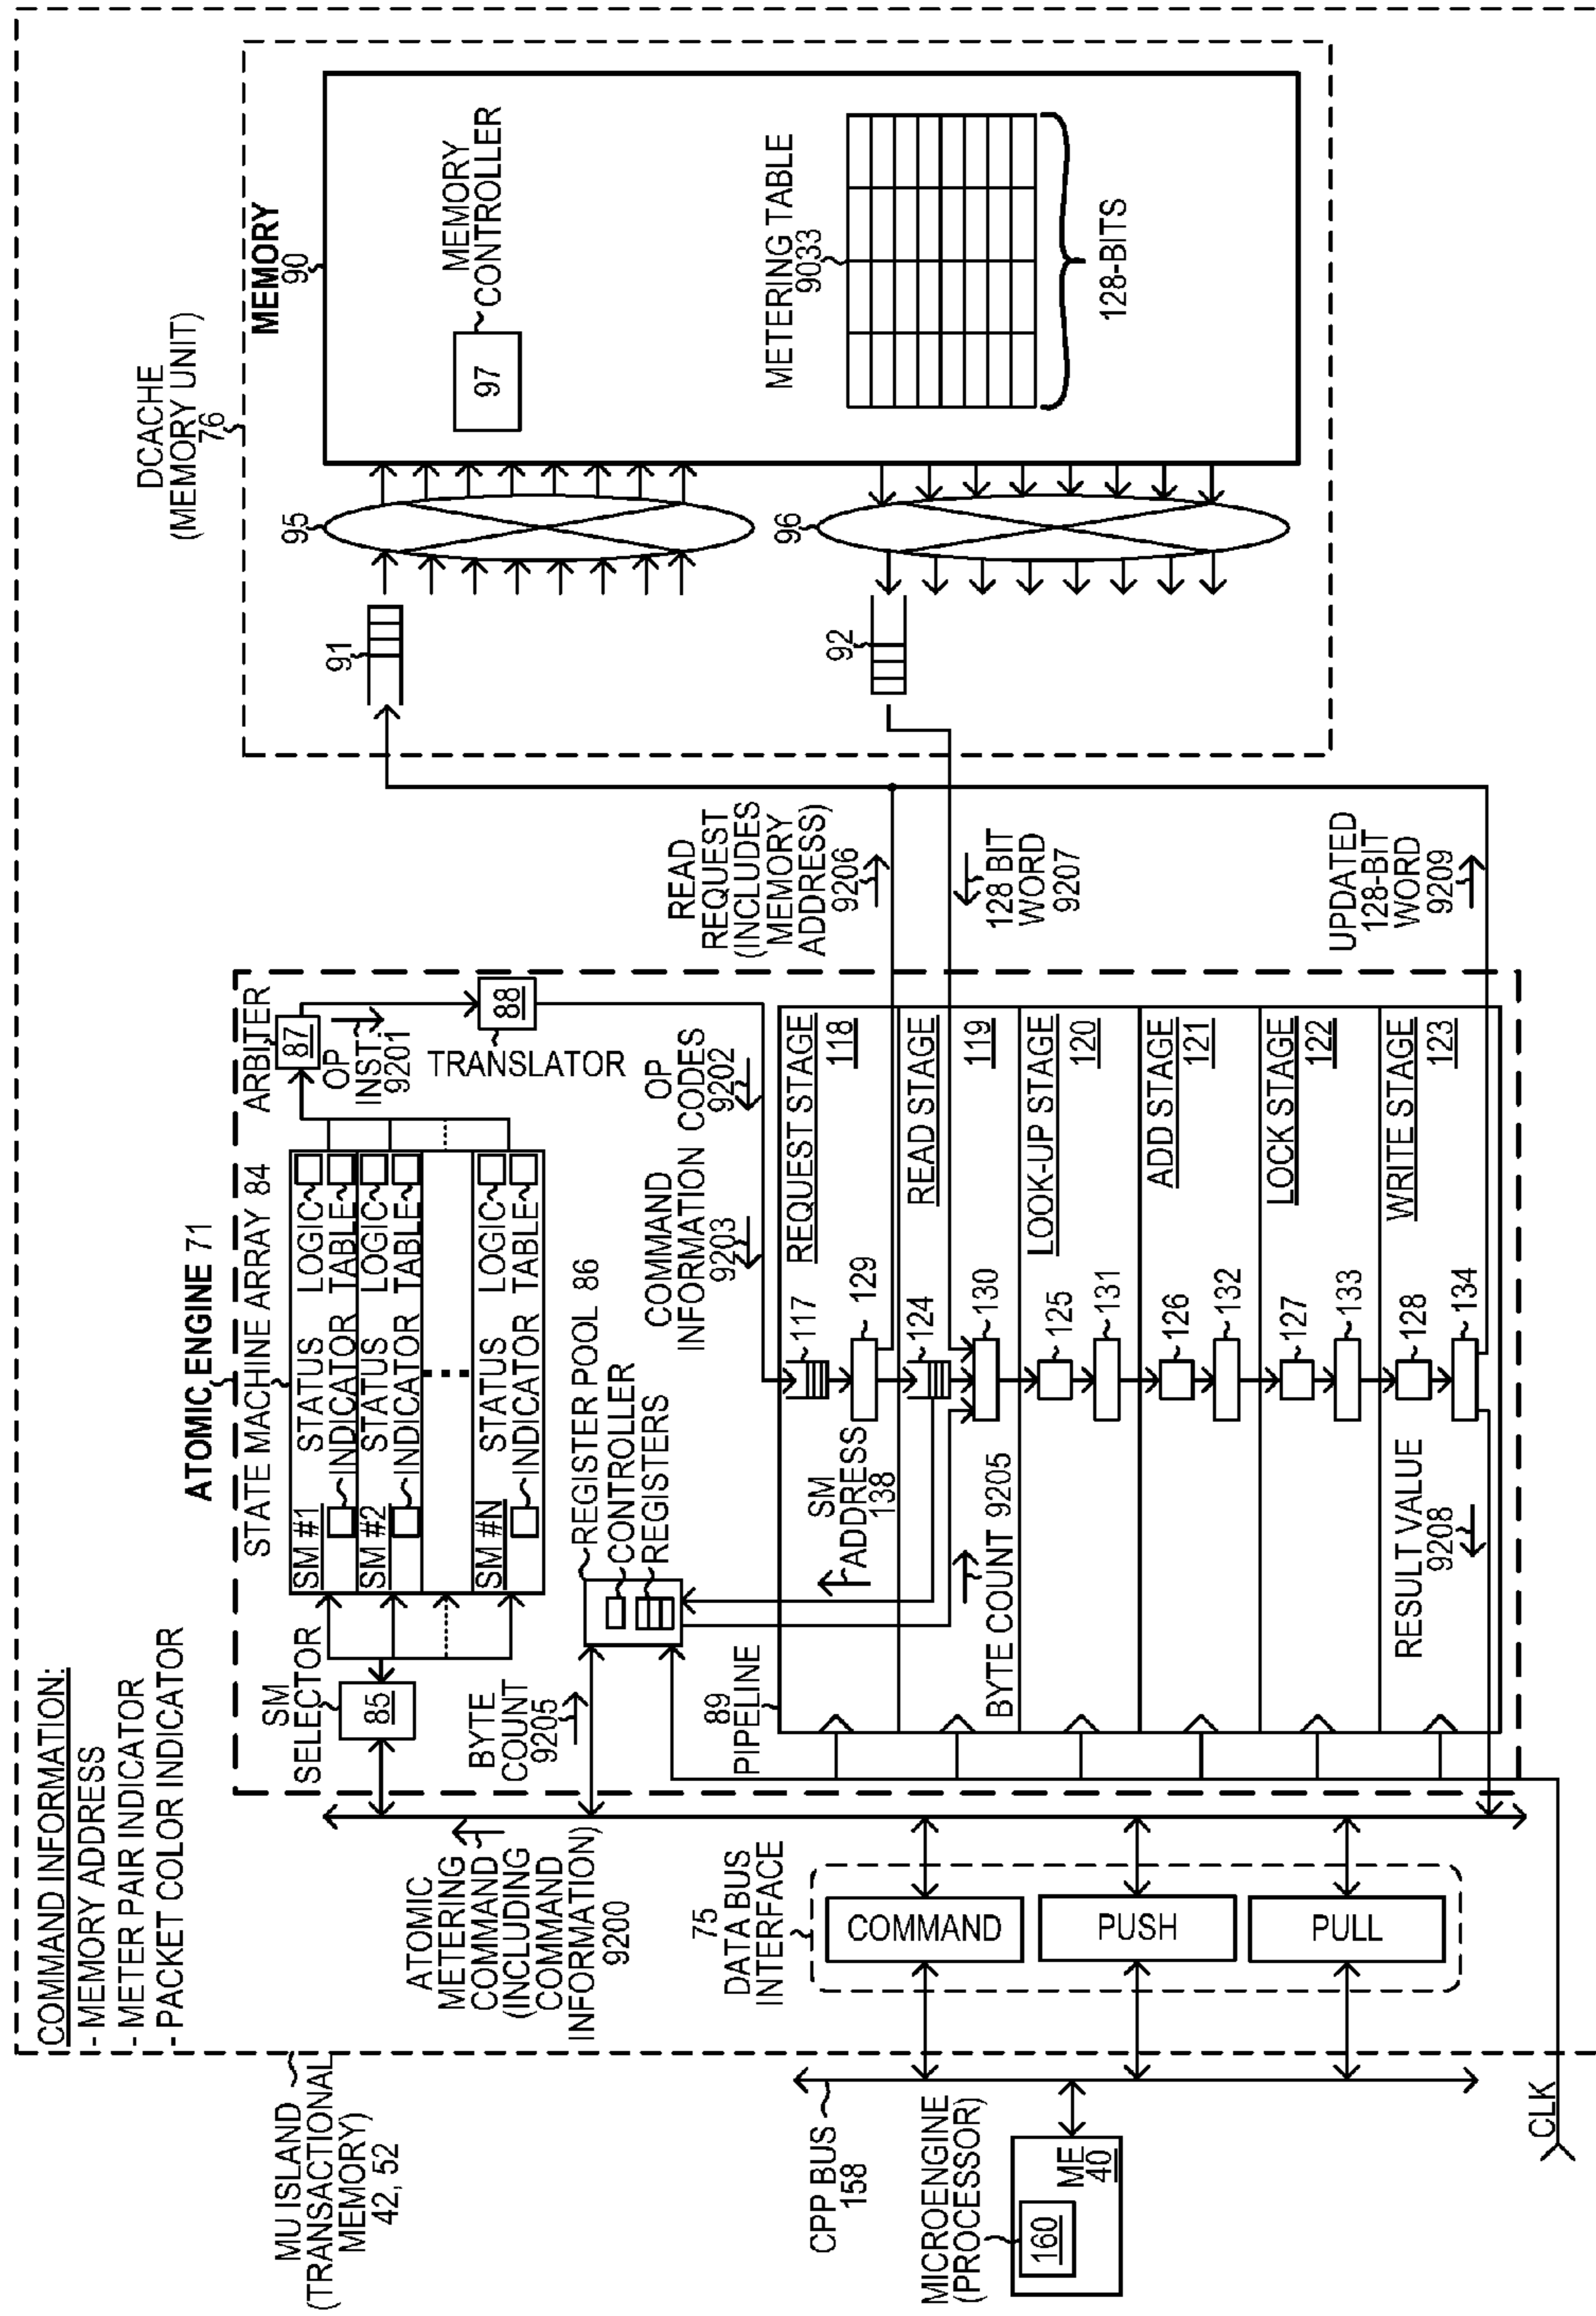 COMMAND INFORMATION:
- MEMORY ADDRESS
- METER PAIR INDICATOR
- PACKET COLOR INDICATOR
MU ISLAND
(TRANSACTIONAL
MEMORY)
42, 52
ATOMIC ENGINE 71
STATE MACHINE ARRAY 84
ARBITER
87
SM
SELECTOR
85
SM #1
STATUS
INDICATOR
LOGIC
TABLE
SM #2
STATUS
INDICATOR
LOGIC
TABLE
SM #N
STATUS
INDICATOR
LOGIC
TABLE
OP
INST.
9201
88
TRANSLATOR
BYTE
COUNT
9205
REGISTER POOL 86
CONTROLLER
REGISTERS
COMMAND
INFORMATION
9203
OP
CODES
9202
ATOMIC
METERING
COMMAND
(INCLUDING
COMMAND
INFORMATION)
9200
89
PIPELINE
SM
ADDRESS
138
BYTE COUNT 9205
117
REQUEST STAGE
118
129
124
READ STAGE
119
130
LOOK-UP STAGE
120
125
131
ADD STAGE
121
126
132
LOCK STAGE
122
127
133
WRITE STAGE
123
128
134
RESULT VALUE
9208
75
DATA BUS
INTERFACE
COMMAND
PUSH
PULL
CPP BUS
158
MICROENGINE
(PROCESSOR)
160
ME
40
CLK
READ
REQUEST
(INCLUDES
MEMORY
ADDRESS)
9206
128 BIT
WORD
9207
UPDATED
128-BIT
WORD
9209
DCACHE
(MEMORY UNIT)
76
MEMORY
90
91
95
97
MEMORY
CONTROLLER
92
96
METERING TABLE
9033
128-BITS